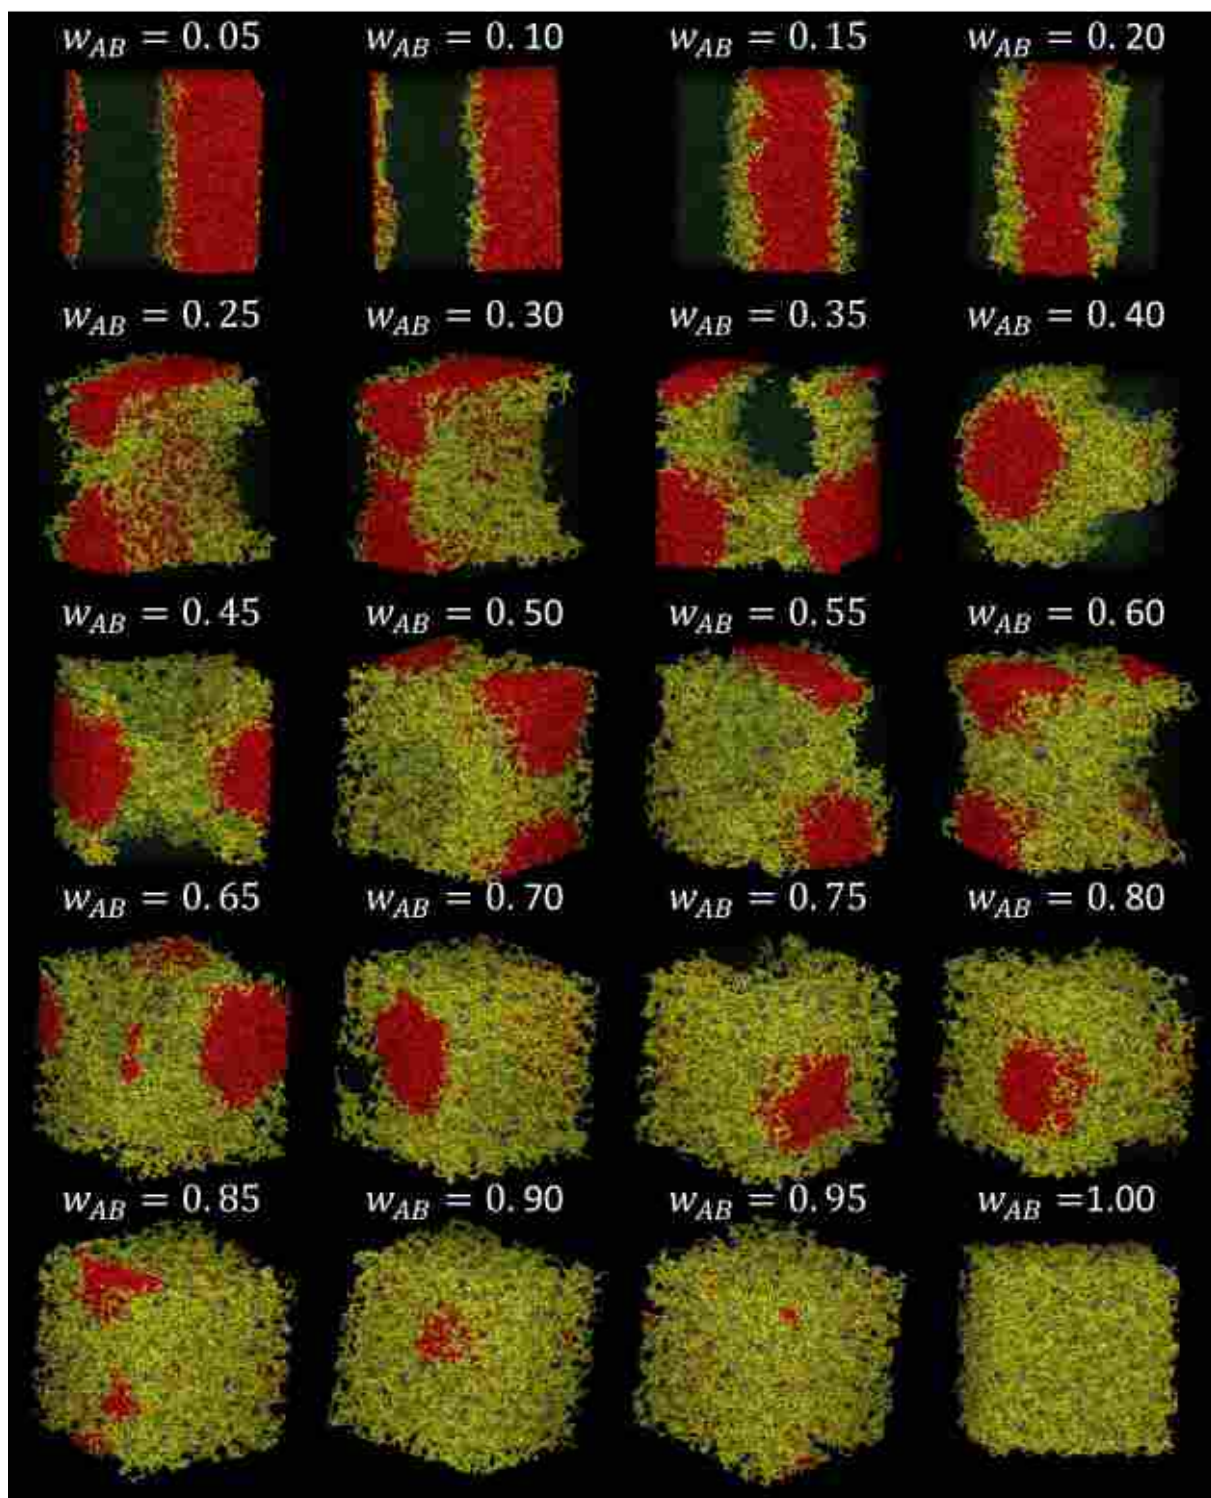 w_AB = 0.05 w_AB = 0.10 w_AB = 0.15 w_AB = 0.20
w_AB = 0.25 w_AB = 0.30 w_AB = 0.35 w_AB = 0.40
w_AB = 0.45 w_AB = 0.50 w_AB = 0.55 w_AB = 0.60
w_AB = 0.65 w_AB = 0.70 w_AB = 0.75 w_AB = 0.80
w_AB = 0.85 w_AB = 0.90 w_AB = 0.95 w_AB =1.00